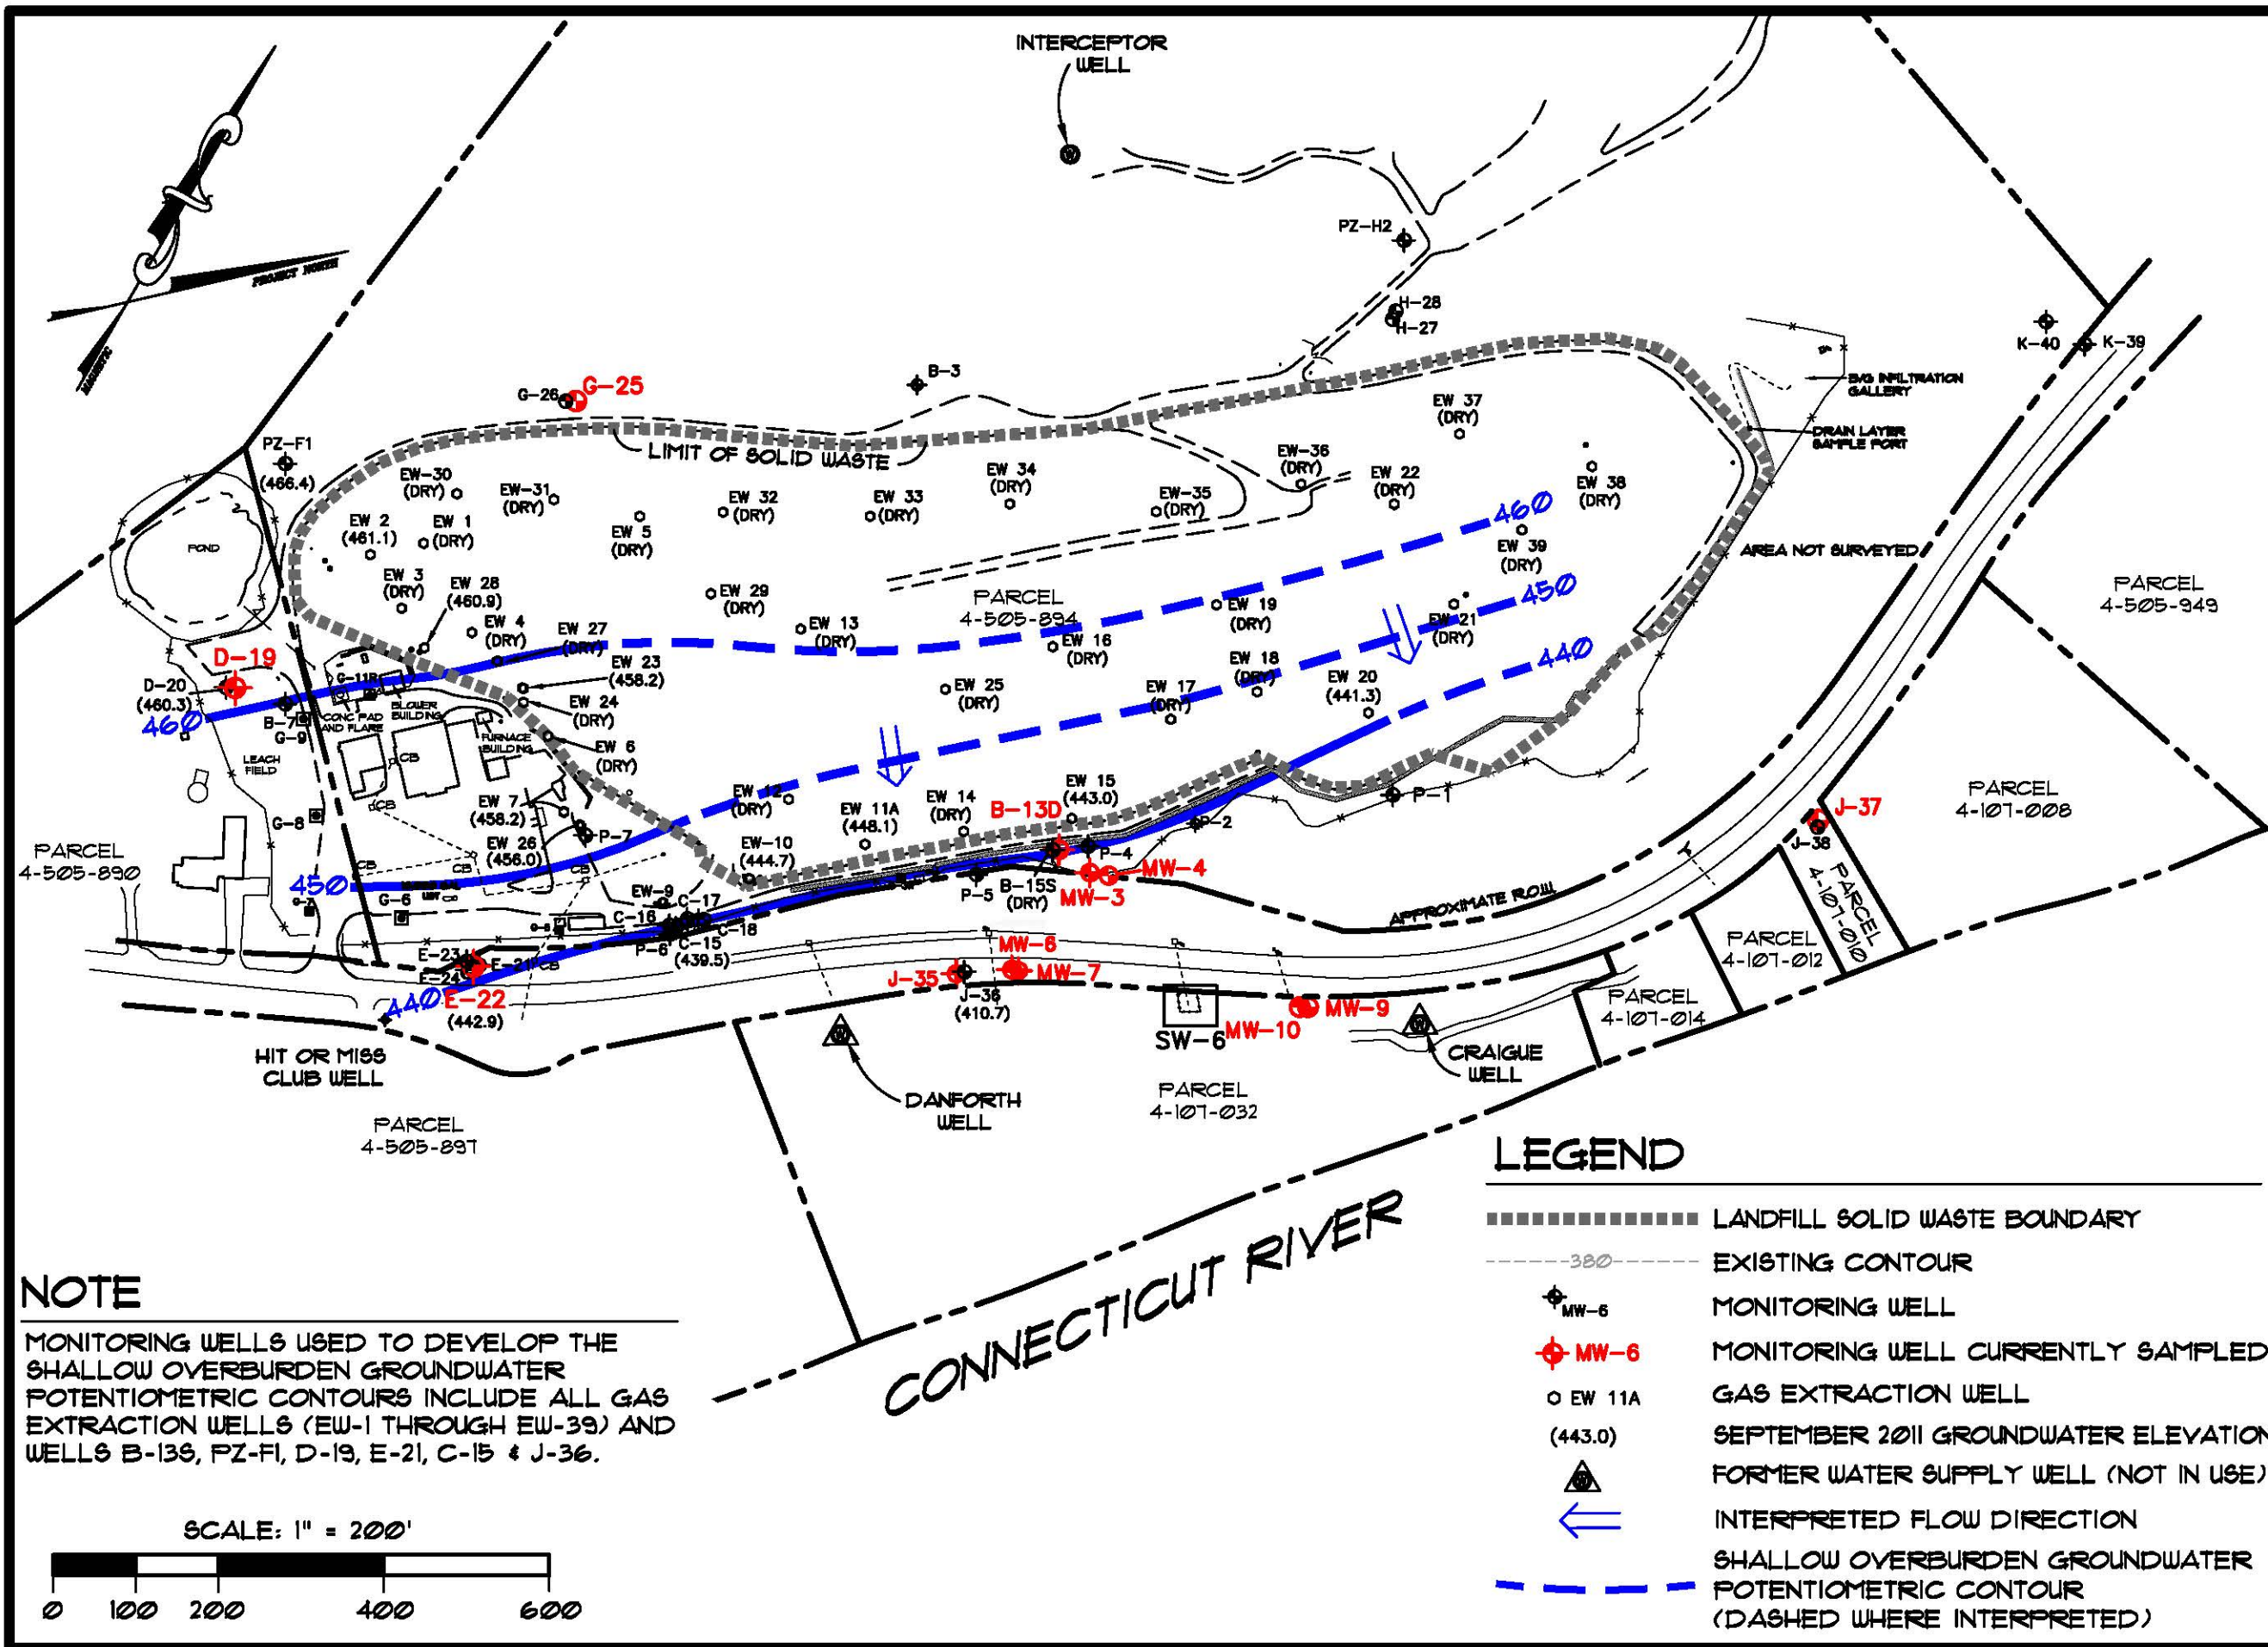 INTERCEPTOR
WELL
PROJECT NORTH
MAGNETIC
PZ-H2
H-28
H-27
K-40
K-39
B-3
G-26
G-25
INFILTRATION
GALLERY
DRAIN LAYER
SAMPLE PORT
LIMIT OF SOLID WASTE
PZ-F1
(466.4)
POND
EW-30
(DRY)
EW-31
(DRY)
EW 32
(DRY)
EW 33
(DRY)
EW 34
(DRY)
EW-35
(DRY)
EW-36
(DRY)
EW 37
(DRY)
EW 22
(DRY)
EW 38
(DRY)
EW 2
(461.1)
EW 1
(DRY)
EW 5
(DRY)
460
EW 39
(DRY)
AREA NOT SURVEYED
EW 3
(DRY)
EW 28
(460.9)
EW 29
(DRY)
PARCEL
4-505-894
EW 19
(DRY)
450
EW 21
(DRY)
PARCEL
4-505-949
EW 4
(DRY)
EW 27
(DRY)
EW 13
(DRY)
EW 16
(DRY)
440
D-19
D-20
(460.3)
460
G-11R
B-7
G-9
CONC PAD
AND FLARE
BLOWER
BUILDING
FURNACE
BUILDING
EW 23
(458.2)
EW 24
(DRY)
EW 25
(DRY)
EW 17
(DRY)
EW 18
(DRY)
EW 20
(441.3)
LEACH
FIELD
CB
CB
EW 6
(DRY)
G-8
EW 7
(458.2)
P-7
EW 26
(456.0)
EW 12
(DRY)
EW 11A
(448.1)
EW 14
(DRY)
EW 15
(443.0)
B-13D
P-1
P-2
P-4
J-37
J-38
PARCEL
4-107-008
PARCEL
4-505-890
CB
CB
CB
450
EW-10
(444.7)
P-5
B-15S
(DRY)
MW-3
MW-4
G-6
EW-9
C-16
C-17
C-18
P-6
C-15
(439.5)
APPROXIMATE R.O.W.
PARCEL
4-107-010
PARCEL
4-107-012
PARCEL
4-107-014
E-23
E-24
E-21
CB
440
E-22
(442.9)
J-35
J-36
(410.7)
MW-6
MW-7
SW-6
MW-10
MW-9
HIT OR MISS
CLUB WELL
DANFORTH
WELL
CRAIGUE
WELL
PARCEL
4-505-897
PARCEL
4-107-032
CONNECTICUT RIVER
NOTE
MONITORING WELLS USED TO DEVELOP THE
SHALLOW OVERBURDEN GROUNDWATER
POTENTIOMETRIC CONTOURS INCLUDE ALL GAS
EXTRACTION WELLS (EW-1 THROUGH EW-39) AND
WELLS B-13S, PZ-F1, D-19, E-21, C-15 & J-36.
SCALE: 1" = 200'
0 100 200 400 600
LEGEND
LANDFILL SOLID WASTE BOUNDARY
380 EXISTING CONTOUR
MW-6 MONITORING WELL
MW-6 MONITORING WELL CURRENTLY SAMPLED
EW 11A GAS EXTRACTION WELL
(443.0) SEPTEMBER 2011 GROUNDWATER ELEVATION
FORMER WATER SUPPLY WELL (NOT IN USE)
INTERPRETED FLOW DIRECTION
SHALLOW OVERBURDEN GROUNDWATER
POTENTIOMETRIC CONTOUR
(DASHED WHERE INTERPRETED)